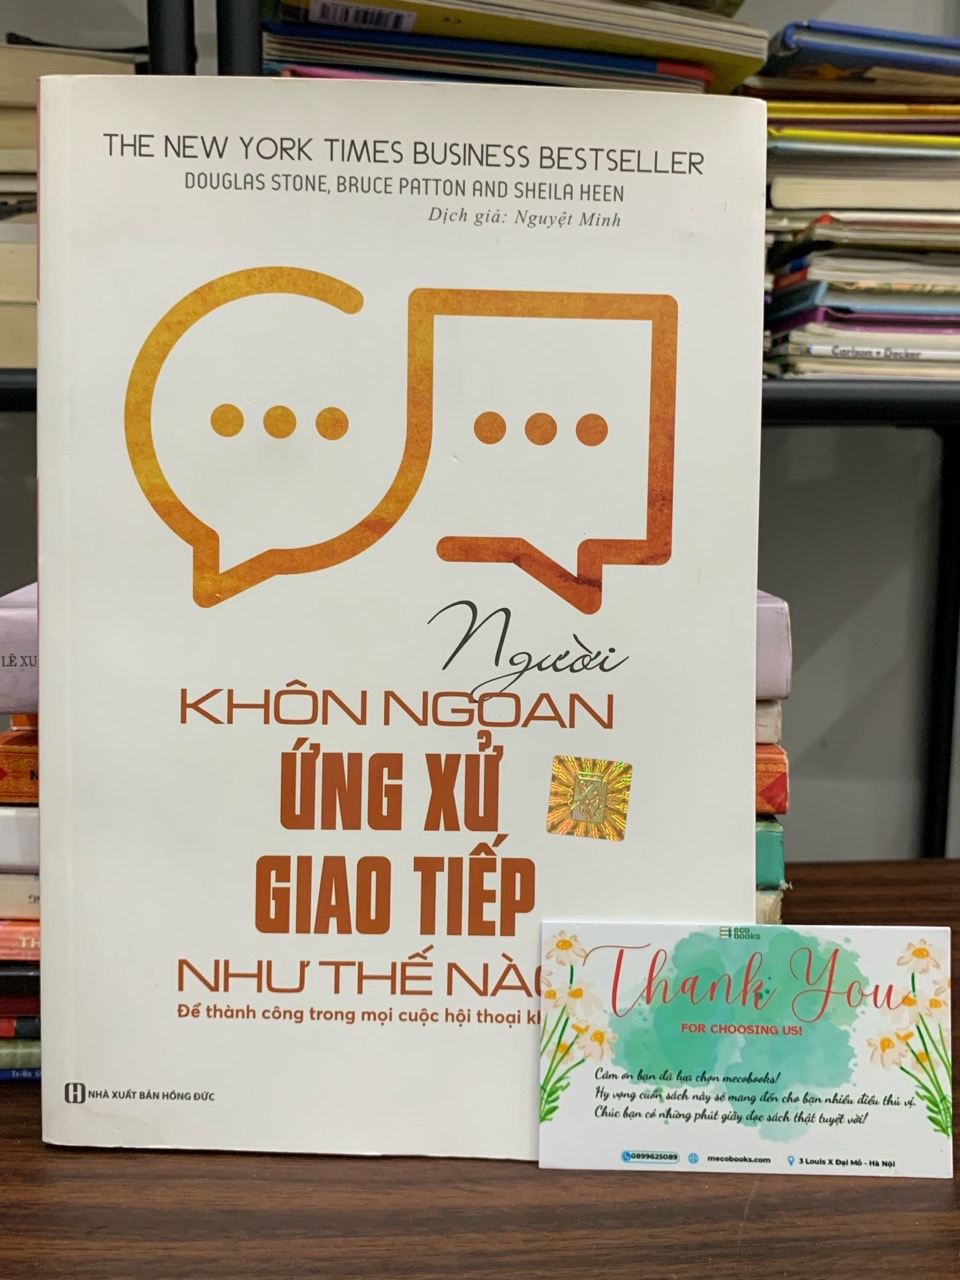 THE NEW YORK TIMES BUSINESS BESTSELLER
DOUGLAS STONE, BRUCE PATTON AND SHEILA HEEN
Dịch giả: Nguyệt Minh
Người
KHÔN NGOAN
ỨNG XỬ
GIAO TIẾP
NHƯ THẾ NÀO
Để thành công trong mọi cuộc hội thoại
NHÀ XUẤT BẢN HỒNG ĐỨC
Carlson • Decker
LÊ XU
eco
books
Thank You
FOR CHOOSING US!
Cảm ơn bạn đã lựa chọn mecobooks!
Hy vọng cuốn sách này sẽ mang đến cho bạn nhiều điều thú vị.
Chúc bạn có những phút giây đọc sách thật tuyệt vời!
0899625089 mecobooks.com 3 Louis X Đại Mỗ - Hà Nội